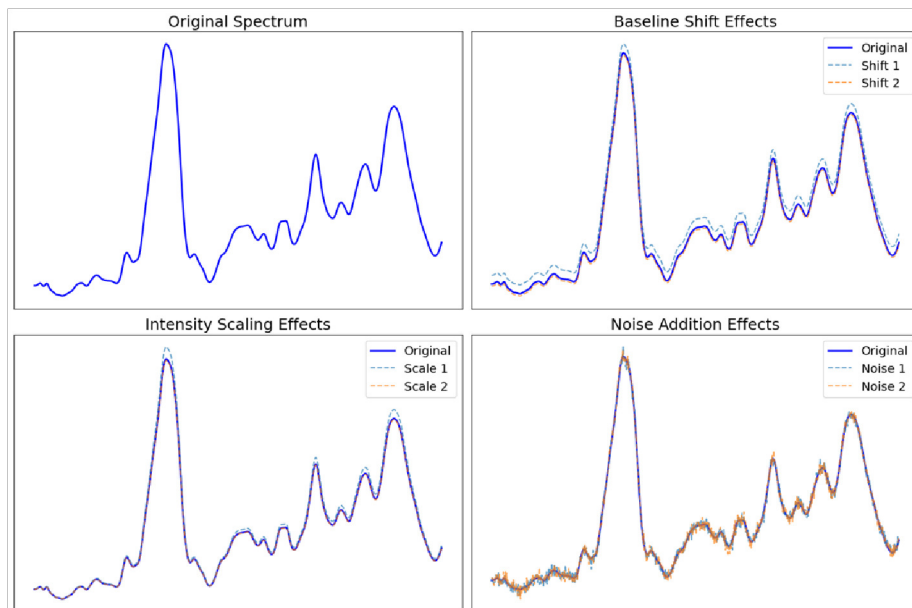 Original Spectrum
Baseline Shift Effects
Original
Shift 1
Shift 2
Intensity Scaling Effects
Original
Scale 1
Scale 2
Noise Addition Effects
Original
Noise 1
Noise 2